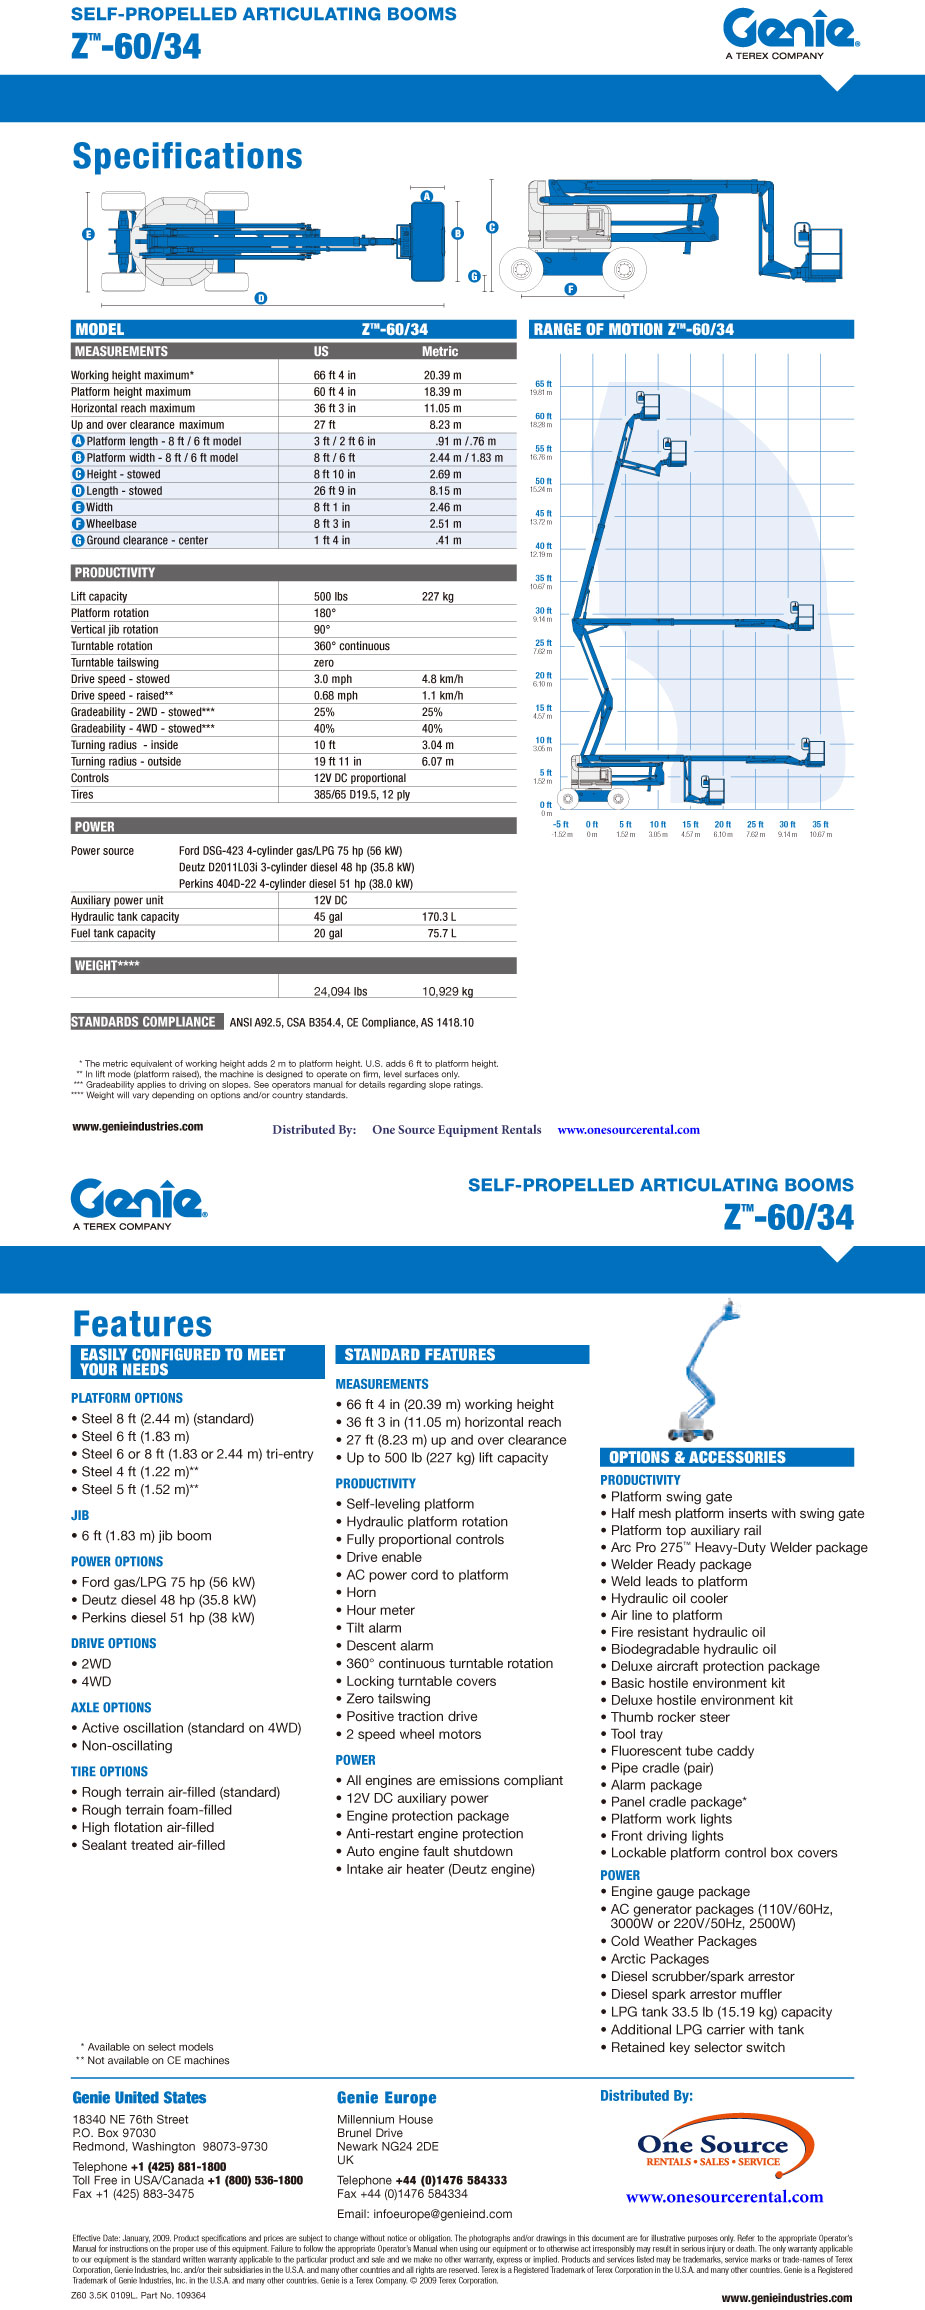 SELF-PROPELLED ARTICULATING BOOMS
Z™-60/34
Genie®
A TEREX COMPANY
Specifications
A
B
C
E
G
F
D
MODEL Z™-60/34
MEASUREMENTS US Metric
Working height maximum* 66 ft 4 in 20.39 m
Platform height maximum 60 ft 4 in 18.39 m
Horizontal reach maximum 36 ft 3 in 11.05 m
Up and over clearance maximum 27 ft 8.23 m
A Platform length - 8 ft / 6 ft model 3 ft / 2 ft 6 in .91 m /.76 m
B Platform width - 8 ft / 6 ft model 8 ft / 6 ft 2.44 m / 1.83 m
C Height - stowed 8 ft 10 in 2.69 m
D Length - stowed 26 ft 9 in 8.15 m
E Width 8 ft 1 in 2.46 m
F Wheelbase 8 ft 3 in 2.51 m
G Ground clearance - center 1 ft 4 in .41 m
PRODUCTIVITY
Lift capacity 500 lbs 227 kg
Platform rotation 180°
Vertical jib rotation 90°
Turntable rotation 360° continuous
Turntable tailswing zero
Drive speed - stowed 3.0 mph 4.8 km/h
Drive speed - raised** 0.68 mph 1.1 km/h
Gradeability - 2WD - stowed*** 25% 25%
Gradeability - 4WD - stowed*** 40% 40%
Turning radius - inside 10 ft 3.04 m
Turning radius - outside 19 ft 11 in 6.07 m
Controls 12V DC proportional
Tires 385/65 D19.5, 12 ply
POWER
Power source Ford DSG-423 4-cylinder gas/LPG 75 hp (56 kW)
Deutz D2011L03i 3-cylinder diesel 48 hp (35.8 kW)
Perkins 404D-22 4-cylinder diesel 51 hp (38.0 kW)
Auxiliary power unit 12V DC
Hydraulic tank capacity 45 gal 170.3 L
Fuel tank capacity 20 gal 75.7 L
WEIGHT****
24,094 lbs 10,929 kg
STANDARDS COMPLIANCE ANSI A92.5, CSA B354.4, CE Compliance, AS 1418.10
RANGE OF MOTION Z™-60/34
65 ft
19.81 m
60 ft
18.28 m
55 ft
16.76 m
50 ft
15.24 m
45 ft
13.72 m
40 ft
12.19 m
35 ft
10.67 m
30 ft
9.14 m
25 ft
7.62 m
20 ft
6.10 m
15 ft
4.57 m
10 ft
3.05 m
5 ft
1.52 m
0 ft
0 m
-5 ft 0 ft 5 ft 10 ft 15 ft 20 ft 25 ft 30 ft 35 ft
-1.52 m 0 m 1.52 m 3.05 m 4.57 m 6.10 m 7.62 m 9.14 m 10.67 m
* The metric equivalent of working height adds 2 m to platform height. U.S. adds 6 ft to platform height.
** In lift mode (platform raised), the machine is designed to operate on firm, level surfaces only.
*** Gradeability applies to driving on slopes. See operators manual for details regarding slope ratings.
**** Weight will vary depending on options and/or country standards.
www.genieindustries.com
Distributed By: One Source Equipment Rentals www.onesourcerental.com
Genie®
A TEREX COMPANY
SELF-PROPELLED ARTICULATING BOOMS
Z™-60/34
Features
EASILY CONFIGURED TO MEET
YOUR NEEDS
PLATFORM OPTIONS
• Steel 8 ft (2.44 m) (standard)
• Steel 6 ft (1.83 m)
• Steel 6 or 8 ft (1.83 or 2.44 m) tri-entry
• Steel 4 ft (1.22 m)**
• Steel 5 ft (1.52 m)**
JIB
• 6 ft (1.83 m) jib boom
POWER OPTIONS
• Ford gas/LPG 75 hp (56 kW)
• Deutz diesel 48 hp (35.8 kW)
• Perkins diesel 51 hp (38 kW)
DRIVE OPTIONS
• 2WD
• 4WD
AXLE OPTIONS
• Active oscillation (standard on 4WD)
• Non-oscillating
TIRE OPTIONS
• Rough terrain air-filled (standard)
• Rough terrain foam-filled
• High flotation air-filled
• Sealant treated air-filled
STANDARD FEATURES
MEASUREMENTS
• 66 ft 4 in (20.39 m) working height
• 36 ft 3 in (11.05 m) horizontal reach
• 27 ft (8.23 m) up and over clearance
• Up to 500 lb (227 kg) lift capacity
PRODUCTIVITY
• Self-leveling platform
• Hydraulic platform rotation
• Fully proportional controls
• Drive enable
• AC power cord to platform
• Horn
• Hour meter
• Tilt alarm
• Descent alarm
• 360° continuous turntable rotation
• Locking turntable covers
• Zero tailswing
• Positive traction drive
• 2 speed wheel motors
POWER
• All engines are emissions compliant
• 12V DC auxiliary power
• Engine protection package
• Anti-restart engine protection
• Auto engine fault shutdown
• Intake air heater (Deutz engine)
OPTIONS & ACCESSORIES
PRODUCTIVITY
• Platform swing gate
• Half mesh platform inserts with swing gate
• Platform top auxiliary rail
• Arc Pro 275™ Heavy-Duty Welder package
• Welder Ready package
• Weld leads to platform
• Hydraulic oil cooler
• Air line to platform
• Fire resistant hydraulic oil
• Biodegradable hydraulic oil
• Deluxe aircraft protection package
• Basic hostile environment kit
• Deluxe hostile environment kit
• Thumb rocker steer
• Tool tray
• Fluorescent tube caddy
• Pipe cradle (pair)
• Alarm package
• Panel cradle package*
• Platform work lights
• Front driving lights
• Lockable platform control box covers
POWER
• Engine gauge package
• AC generator packages (110V/60Hz,
3000W or 220V/50Hz, 2500W)
• Cold Weather Packages
• Arctic Packages
• Diesel scrubber/spark arrestor
• Diesel spark arrestor muffler
• LPG tank 33.5 lb (15.19 kg) capacity
• Additional LPG carrier with tank
• Retained key selector switch
* Available on select models
** Not available on CE machines
Genie United States
18340 NE 76th Street
P.O. Box 97030
Redmond, Washington 98073-9730
Telephone +1 (425) 881-1800
Toll Free in USA/Canada +1 (800) 536-1800
Fax +1 (425) 883-3475
Genie Europe
Millennium House
Brunel Drive
Newark NG24 2DE
UK
Telephone +44 (0)1476 584333
Fax +44 (0)1476 584334
Email: infoeurope@genieind.com
Distributed By:
One Source
RENTALS • SALES • SERVICE
www.onesourcerental.com
Effective Date: January, 2009. Product specifications and prices are subject to change without notice or obligation. The photographs and/or drawings in this document are for illustrative purposes only. Refer to the appropriate Operator's
Manual for instructions on the proper use of this equipment. Failure to follow the appropriate Operator's Manual when using our equipment or to otherwise act irresponsibly may result in serious injury or death. The only warranty applicable
to our equipment is the standard written warranty applicable to the particular product and sale and we make no other warranty, express or implied. Products and services listed may be trademarks, service marks or trade-names of Terex
Corporation, Genie Industries, Inc. and/or their subsidiaries in the U.S.A. and many other countries and all rights are reserved. Terex is a Registered Trademark of Terex Corporation in the U.S.A. and many other countries. Genie is a Registered
Trademark of Genie Industries, Inc. in the U.S.A. and many other countries. Genie is a Terex Company. © 2009 Terex Corporation.
Z60 3.5K 0109L. Part No. 109364
www.genieindustries.com